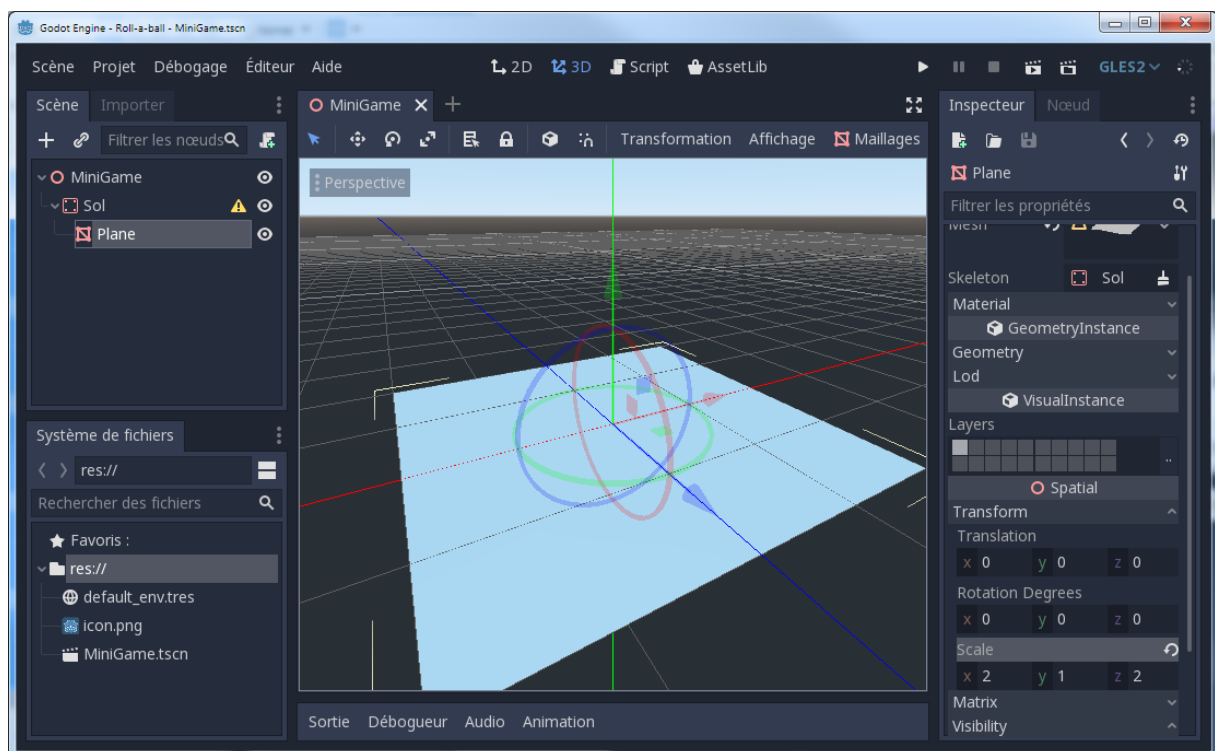 Godot Engine - Roll-a-ball - MiniGame.tscn
Scène Projet Débogage Éditeur Aide 2D 3D Script AssetLib GLES2
Scène Importer
Filtrer les nœuds
MiniGame
Sol
Plane
Système de fichiers
res://
Rechercher des fichiers
Favoris :
res://
default_env.tres
icon.png
MiniGame.tscn
MiniGame
Transformation Affichage Maillages
Perspective
Sortie Débogueur Audio Animation
Inspecteur Nœud
Plane
Filtrer les propriétés
Mesh
Skeleton Sol
Material
GeometryInstance
Geometry
Lod
VisualInstance
Layers
..
Spatial
Transform
Translation
x 0 y 0 z 0
Rotation Degrees
x 0 y 0 z 0
Scale
x 2 y 1 z 2
Matrix
Visibility